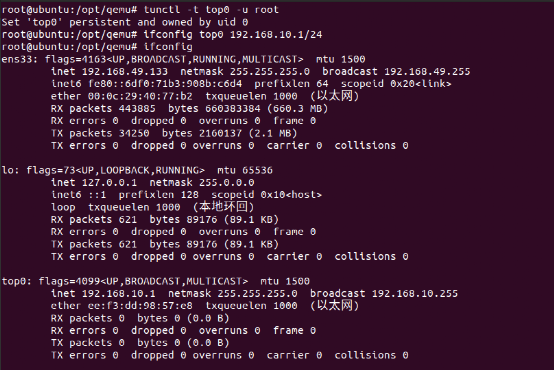 root@ubuntu:/opt/qemu# tunctl -t top0 -u root
Set 'top0' persistent and owned by uid 0
root@ubuntu:/opt/qemu# ifconfig top0 192.168.10.1/24
root@ubuntu:/opt/qemu# ifconfig
ens33: flags=4163<UP,BROADCAST,RUNNING,MULTICAST>  mtu 1500
        inet 192.168.49.133  netmask 255.255.255.0  broadcast 192.168.49.255
        inet6 fe80::6df0:71b3:908b:c6d4  prefixlen 64  scopeid 0x20<link>
        ether 00:0c:29:40:77:b2  txqueuelen 1000  (以太网)
        RX packets 443885  bytes 660383384 (660.3 MB)
        RX errors 0  dropped 0  overruns 0  frame 0
        TX packets 34250  bytes 2160137 (2.1 MB)
        TX errors 0  dropped 0 overruns 0  carrier 0  collisions 0
lo: flags=73<UP,LOOPBACK,RUNNING>  mtu 65536
        inet 127.0.0.1  netmask 255.0.0.0
        inet6 ::1  prefixlen 128  scopeid 0x10<host>
        loop  txqueuelen 1000  (本地环回)
        RX packets 621  bytes 89176 (89.1 KB)
        RX errors 0  dropped 0  overruns 0  frame 0
        TX packets 621  bytes 89176 (89.1 KB)
        TX errors 0  dropped 0 overruns 0  carrier 0  collisions 0
top0: flags=4099<UP,BROADCAST,MULTICAST>  mtu 1500
        inet 192.168.10.1  netmask 255.255.255.0  broadcast 192.168.10.255
        ether ee:f3:dd:98:57:e8  txqueuelen 1000  (以太网)
        RX packets 0  bytes 0 (0.0 B)
        RX errors 0  dropped 0  overruns 0  frame 0
        TX packets 0  bytes 0 (0.0 B)
        TX errors 0  dropped 0 overruns 0  carrier 0  collisions 0